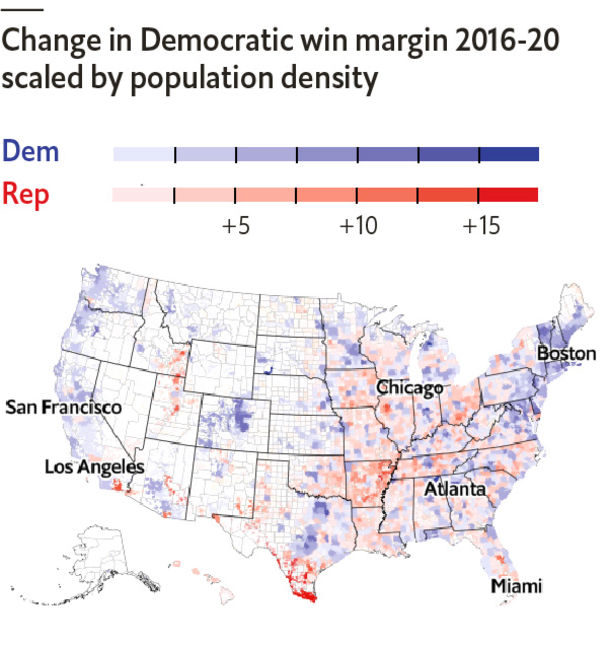 Change in Democratic win margin 2016-20
scaled by population density
Dem
Rep
+5 +10 +15
Boston
Chicago
San Francisco
Los Angeles
Atlanta
Miami